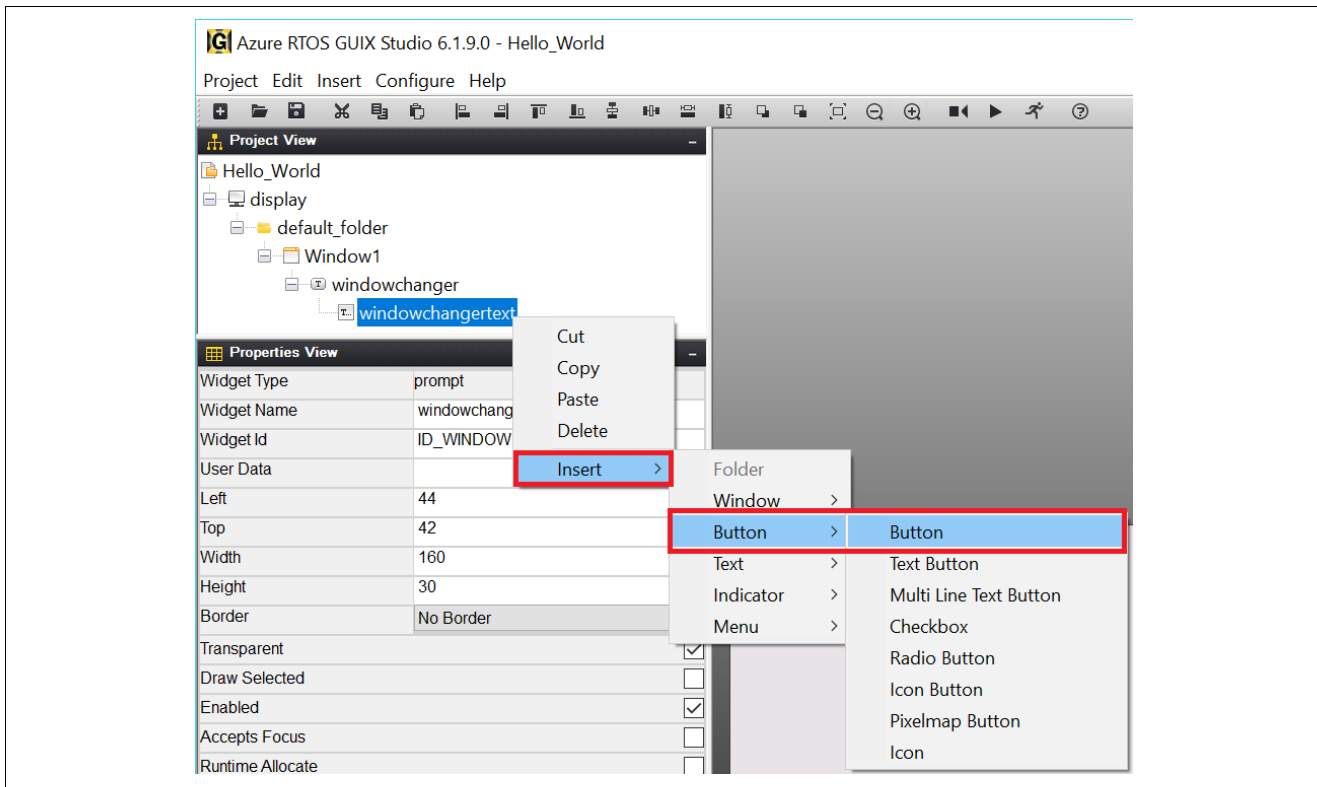 Azure RTOS GUIX Studio 6.1.9.0 - Hello_World
Project Edit Insert Configure Help
Project View
Hello_World
display
default_folder
Window1
windowchanger
windowchangertext
Cut
Copy
Paste
Delete
Insert
Folder
Window
Button
Text
Indicator
Menu
Button
Text Button
Multi Line Text Button
Checkbox
Radio Button
Icon Button
Pixelmap Button
Icon
Properties View
Widget Type prompt
Widget Name windowchang
Widget Id ID_WINDOW
User Data
Left 44
Top 42
Width 160
Height 30
Border No Border
Transparent
Draw Selected
Enabled
Accepts Focus
Runtime Allocate